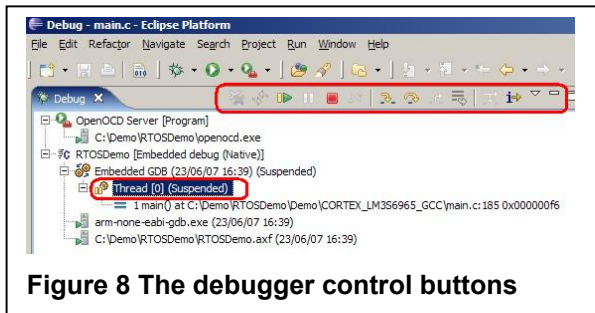 Debug - main.c - Eclipse Platform
File Edit Refactor Navigate Search Project Run Window Help
Debug
OpenOCD Server [Program]
C:\Demo\RTOSDemo\openocd.exe
RTOSDemo [Embedded debug (Native)]
Embedded GDB (23/06/07 16:39) (Suspended)
Thread [0] (Suspended)
1 main() at C:\Demo\RTOSDemo\Demo\CORTEX_LM3S6965_GCC\main.c:185 0x000000f6
arm-none-eabi-gdb.exe (23/06/07 16:39)
C:\Demo\RTOSDemo\RTOSDemo.axf (23/06/07 16:39)
Figure 8 The debugger control buttons